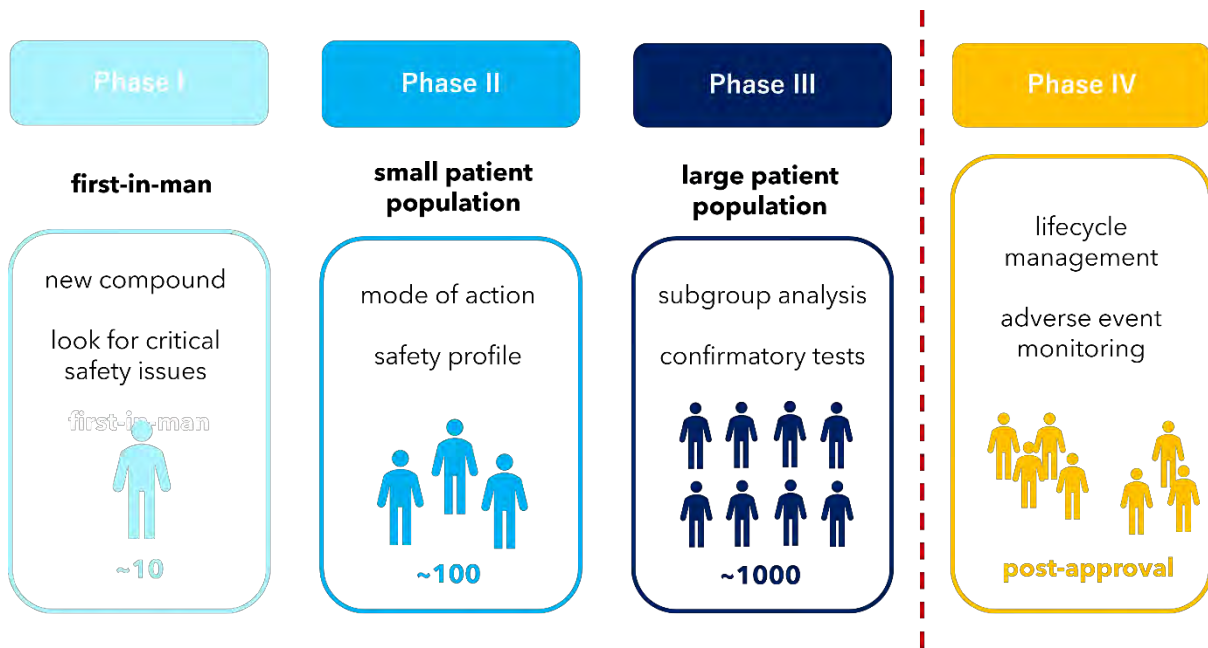 Phase I
Phase II
Phase III
Phase IV
first-in-man
small patient
population
large patient
population
new compound
look for critical
safety issues
first-in-man
~10
mode of action
safety profile
~100
subgroup analysis
confirmatory tests
~1000
lifecycle
management
adverse event
monitoring
post-approval